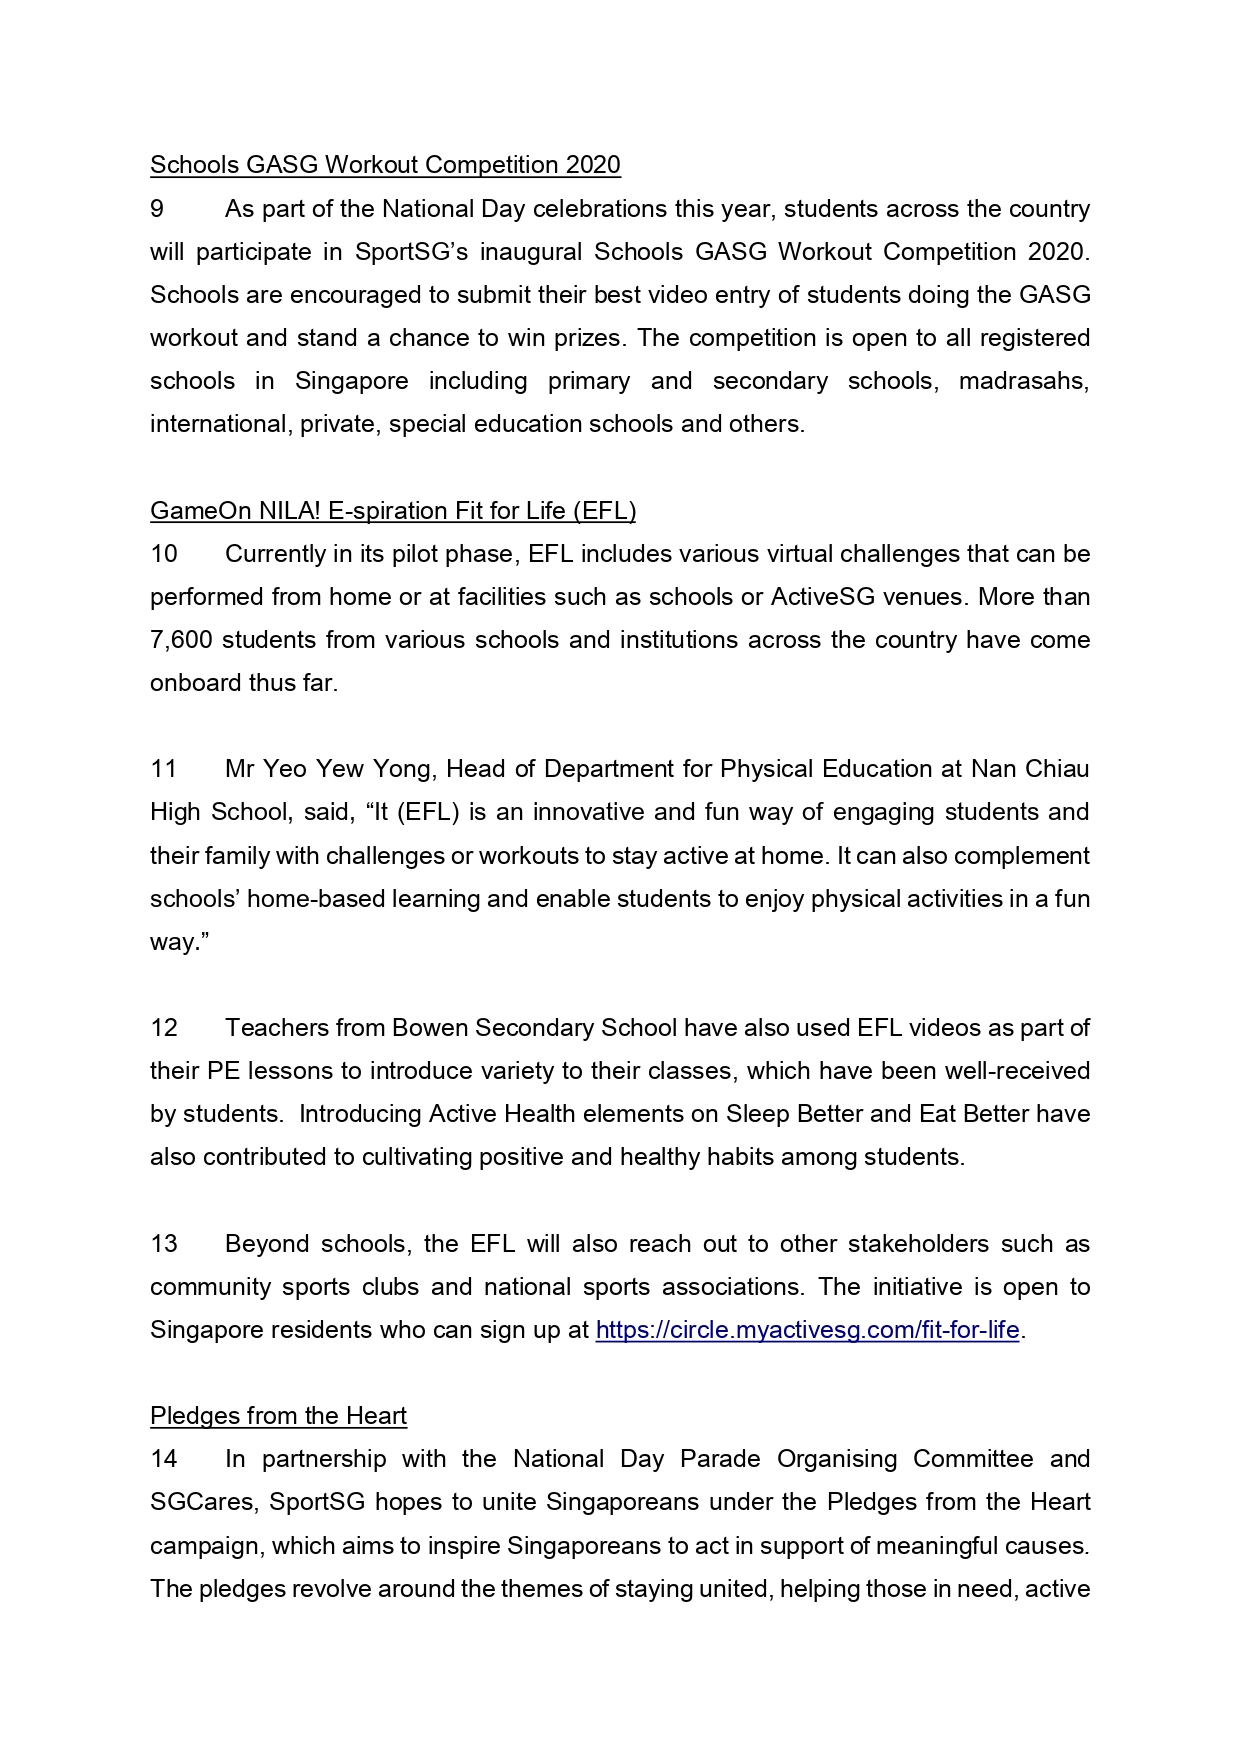 Schools GASG Workout Competition 2020
9 As part of the National Day celebrations this year, students across the country
will participate in SportSG’s inaugural Schools GASG Workout Competition 2020.
Schools are encouraged to submit their best video entry of students doing the GASG
workout and stand a chance to win prizes. The competition is open to all registered
schools in Singapore including primary and secondary schools, madrasahs,
international, private, special education schools and others.
GameOn NILA! E-spiration Fit for Life (EFL)
10 Currently in its pilot phase, EFL includes various virtual challenges that can be
performed from home or at facilities such as schools or ActiveSG venues. More than
7,600 students from various schools and institutions across the country have come
onboard thus far.
11 Mr Yeo Yew Yong, Head of Department for Physical Education at Nan Chiau
High School, said, “It (EFL) is an innovative and fun way of engaging students and
their family with challenges or workouts to stay active at home. It can also complement
schools’ home-based learning and enable students to enjoy physical activities in a fun
way.”
12 Teachers from Bowen Secondary School have also used EFL videos as part of
their PE lessons to introduce variety to their classes, which have been well-received
by students.  Introducing Active Health elements on Sleep Better and Eat Better have
also contributed to cultivating positive and healthy habits among students.
13 Beyond schools, the EFL will also reach out to other stakeholders such as
community sports clubs and national sports associations. The initiative is open to
Singapore residents who can sign up at https://circle.myactivesg.com/fit-for-life.
Pledges from the Heart
14 In partnership with the National Day Parade Organising Committee and
SGCares, SportSG hopes to unite Singaporeans under the Pledges from the Heart
campaign, which aims to inspire Singaporeans to act in support of meaningful causes.
The pledges revolve around the themes of staying united, helping those in need, active